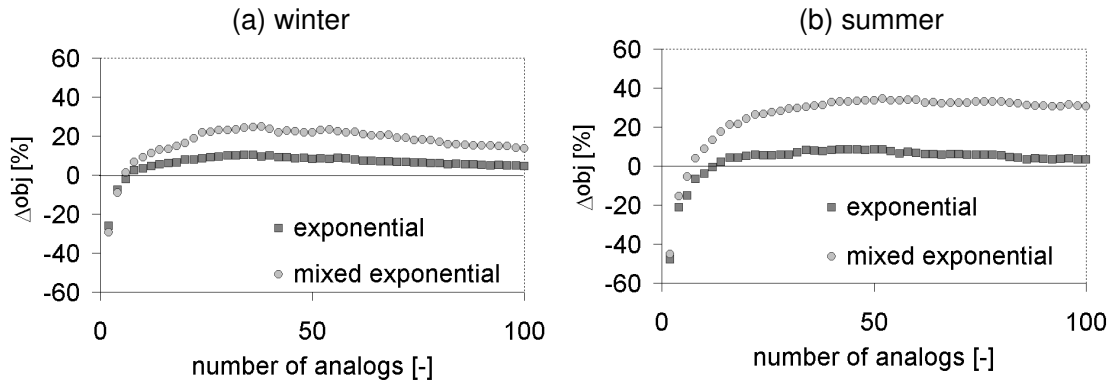 (a) winter
60
40
20
0
-20
-40
-60
Δobj [%]
exponential
mixed exponential
0 50 100
number of analogs [-]
(b) summer
60
40
20
0
-20
-40
-60
Δobj [%]
exponential
mixed exponential
0 50 100
number of analogs [-]